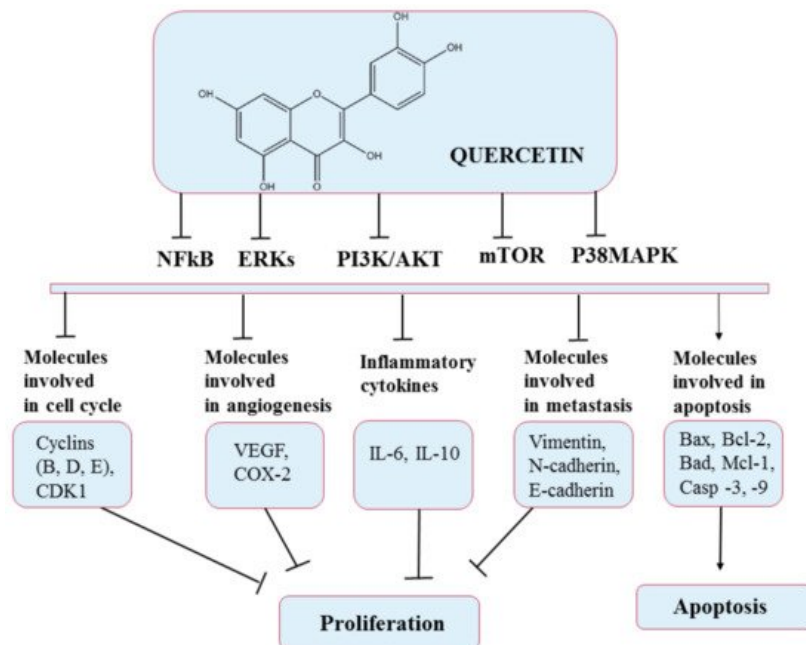 OH
OH
HO
O
OH
OH
O
QUERCETIN
NFkB ERKs PI3K/AKT mTOR P38MAPK
Molecules
involved
in cell cycle
Molecules
involved
in angiogenesis
Inflammatory
cytokines
Molecules
involved
in metastasis
Molecules
involved in
apoptosis
Cyclins
(B, D, E),
CDK1
VEGF,
COX-2
IL-6, IL-10
Vimentin,
N-cadherin,
E-cadherin
Bax, Bcl-2,
Bad, Mcl-1,
Casp -3, -9
Proliferation
Apoptosis